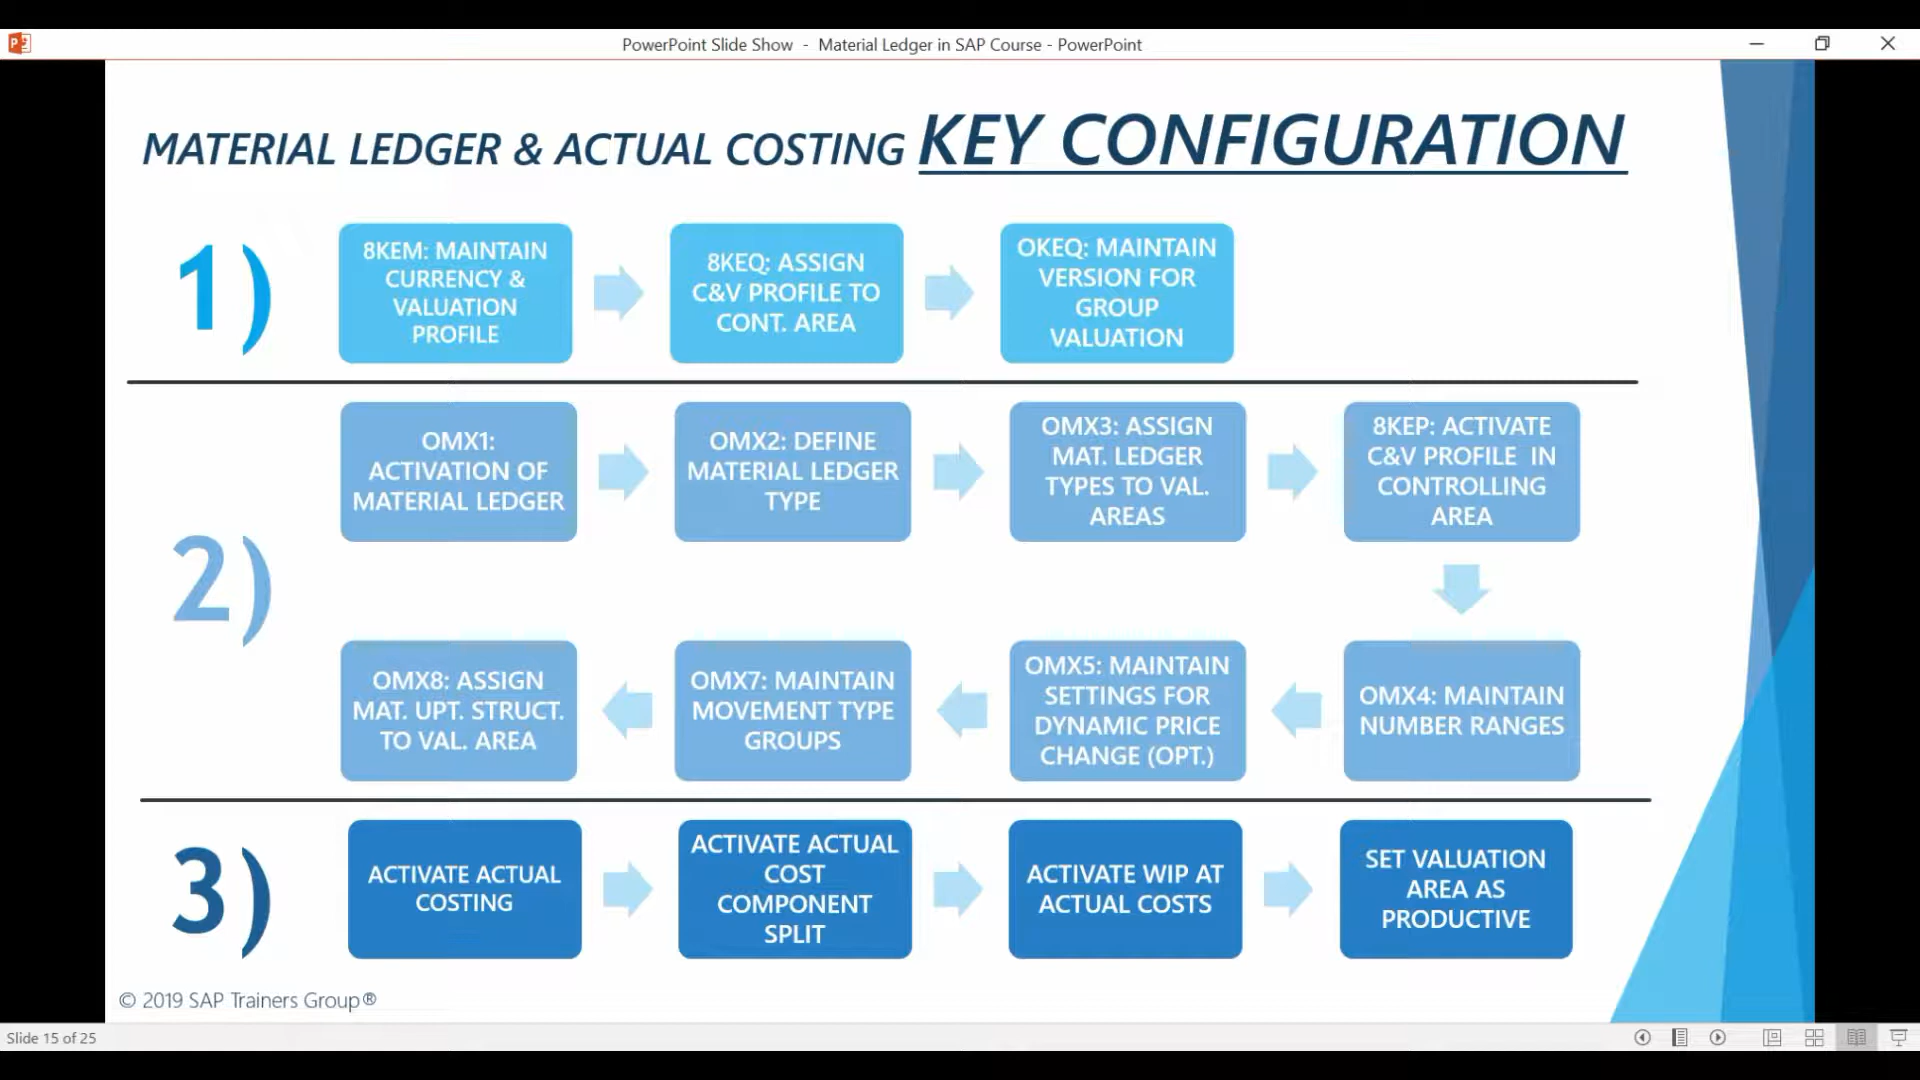 PowerPoint Slide Show - Material Ledger in SAP Course - PowerPoint
MATERIAL LEDGER & ACTUAL COSTING KEY CONFIGURATION
1)
8KEM: MAINTAIN
CURRENCY &
VALUATION
PROFILE
8KEQ: ASSIGN
C&V PROFILE TO
CONT. AREA
OKEQ: MAINTAIN
VERSION FOR
GROUP
VALUATION
2)
OMX1:
ACTIVATION OF
MATERIAL LEDGER
OMX2: DEFINE
MATERIAL LEDGER
TYPE
OMX3: ASSIGN
MAT. LEDGER
TYPES TO VAL.
AREAS
8KEP: ACTIVATE
C&V PROFILE IN
CONTROLLING
AREA
OMX8: ASSIGN
MAT. UPT. STRUCT.
TO VAL. AREA
OMX7: MAINTAIN
MOVEMENT TYPE
GROUPS
OMX5: MAINTAIN
SETTINGS FOR
DYNAMIC PRICE
CHANGE (OPT.)
OMX4: MAINTAIN
NUMBER RANGES
3)
ACTIVATE ACTUAL
COSTING
ACTIVATE ACTUAL
COST
COMPONENT
SPLIT
ACTIVATE WIP AT
ACTUAL COSTS
SET VALUATION
AREA AS
PRODUCTIVE
© 2019 SAP Trainers Group®
Slide 15 of 25